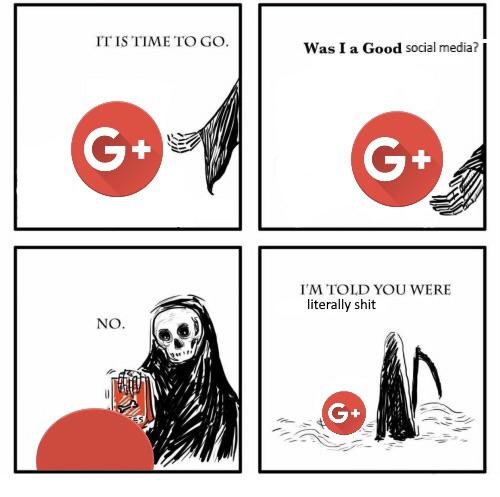 IT IS TIME TO GO.
G+
Was I a Good social media?
G+
NO.
I'M TOLD YOU WERE
literally shit
G+